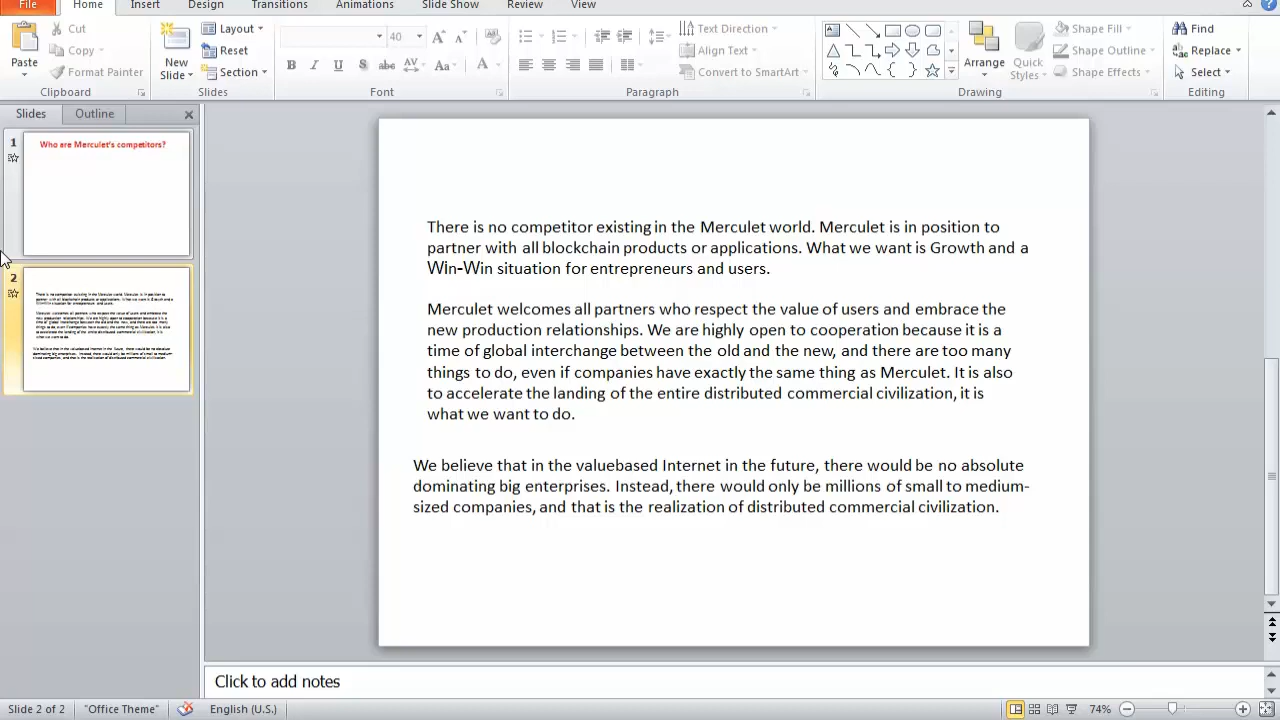 File Home Insert Design Transitions Animations Slide Show Review View
Paste
Cut
Copy
Format Painter
Clipboard
New Slide
Layout
Reset
Section
Slides
40
B I U S abc AV Aa A
Font
Text Direction
Align Text
Convert to SmartArt
Paragraph
Arrange
Quick Styles
Shape Fill
Shape Outline
Shape Effects
Drawing
Find
Replace
Select
Editing
Slides Outline
1
Who are Merculet's competitors?
2
There is no competitor existing in the Merculet world. Merculet is in position to
partner with all blockchain products or applications. What we want is Growth and a
Win-Win situation for entrepreneurs and users.
Merculet welcomes all partners who respect the value of users and embrace the
new production relationships. We are highly open to cooperation because it is a
time of global interchange between the old and the new, and there are too many
things to do, even if companies have exactly the same thing as Merculet. It is also
to accelerate the landing of the entire distributed commercial civilization, it is
what we want to do.
We believe that in the valuebased Internet in the future, there would be no absolute
dominating big enterprises. Instead, there would only be millions of small to medium-
sized companies, and that is the realization of distributed commercial civilization.
Click to add notes
Slide 2 of 2 "Office Theme" English (U.S.) 74%